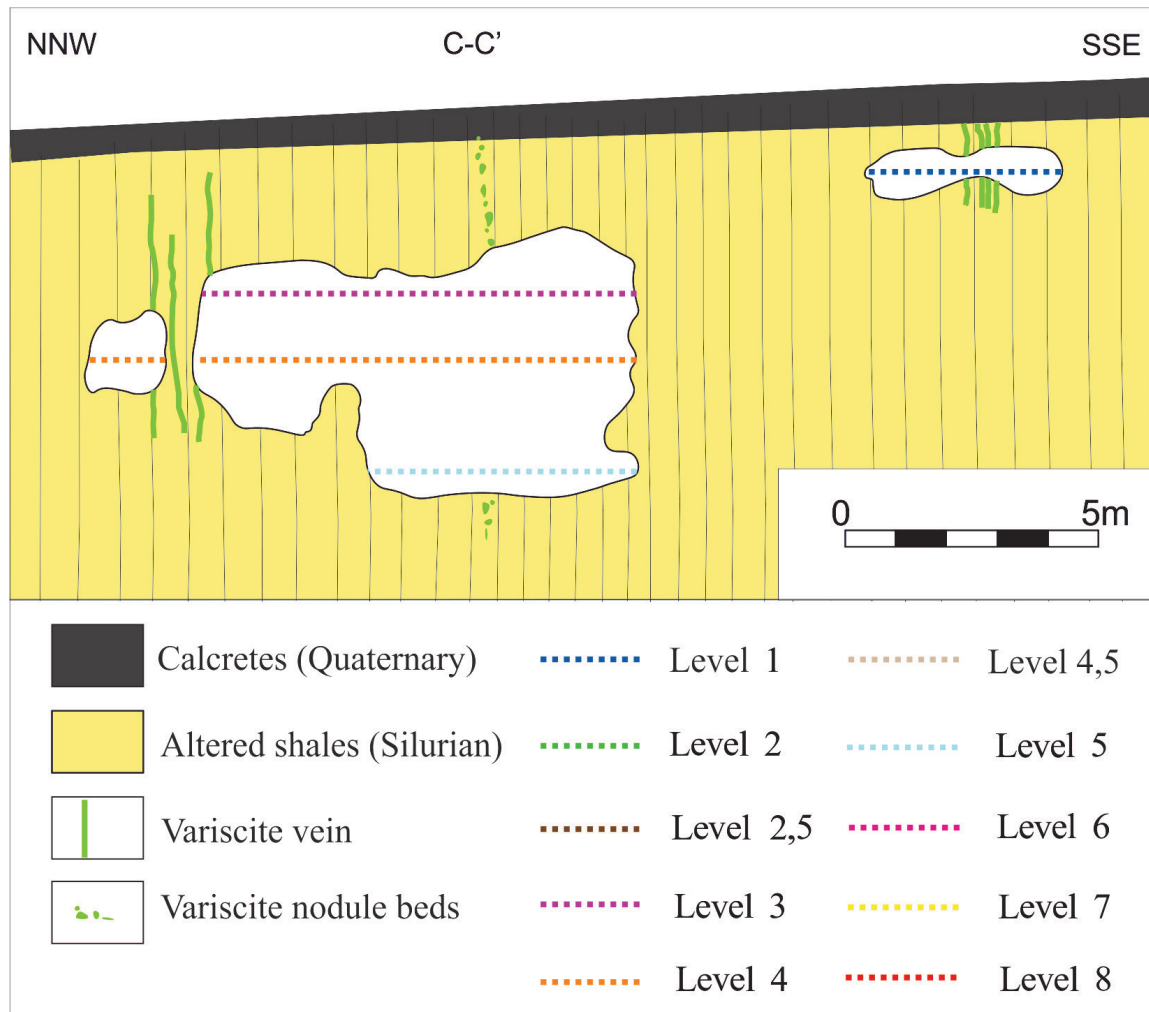 NNW C-C’ SSE
0 5m
Calcretes (Quaternary)
Altered shales (Silurian)
Variscite vein
Variscite nodule beds
Level 1
Level 2
Level 2,5
Level 3
Level 4
Level 4,5
Level 5
Level 6
Level 7
Level 8